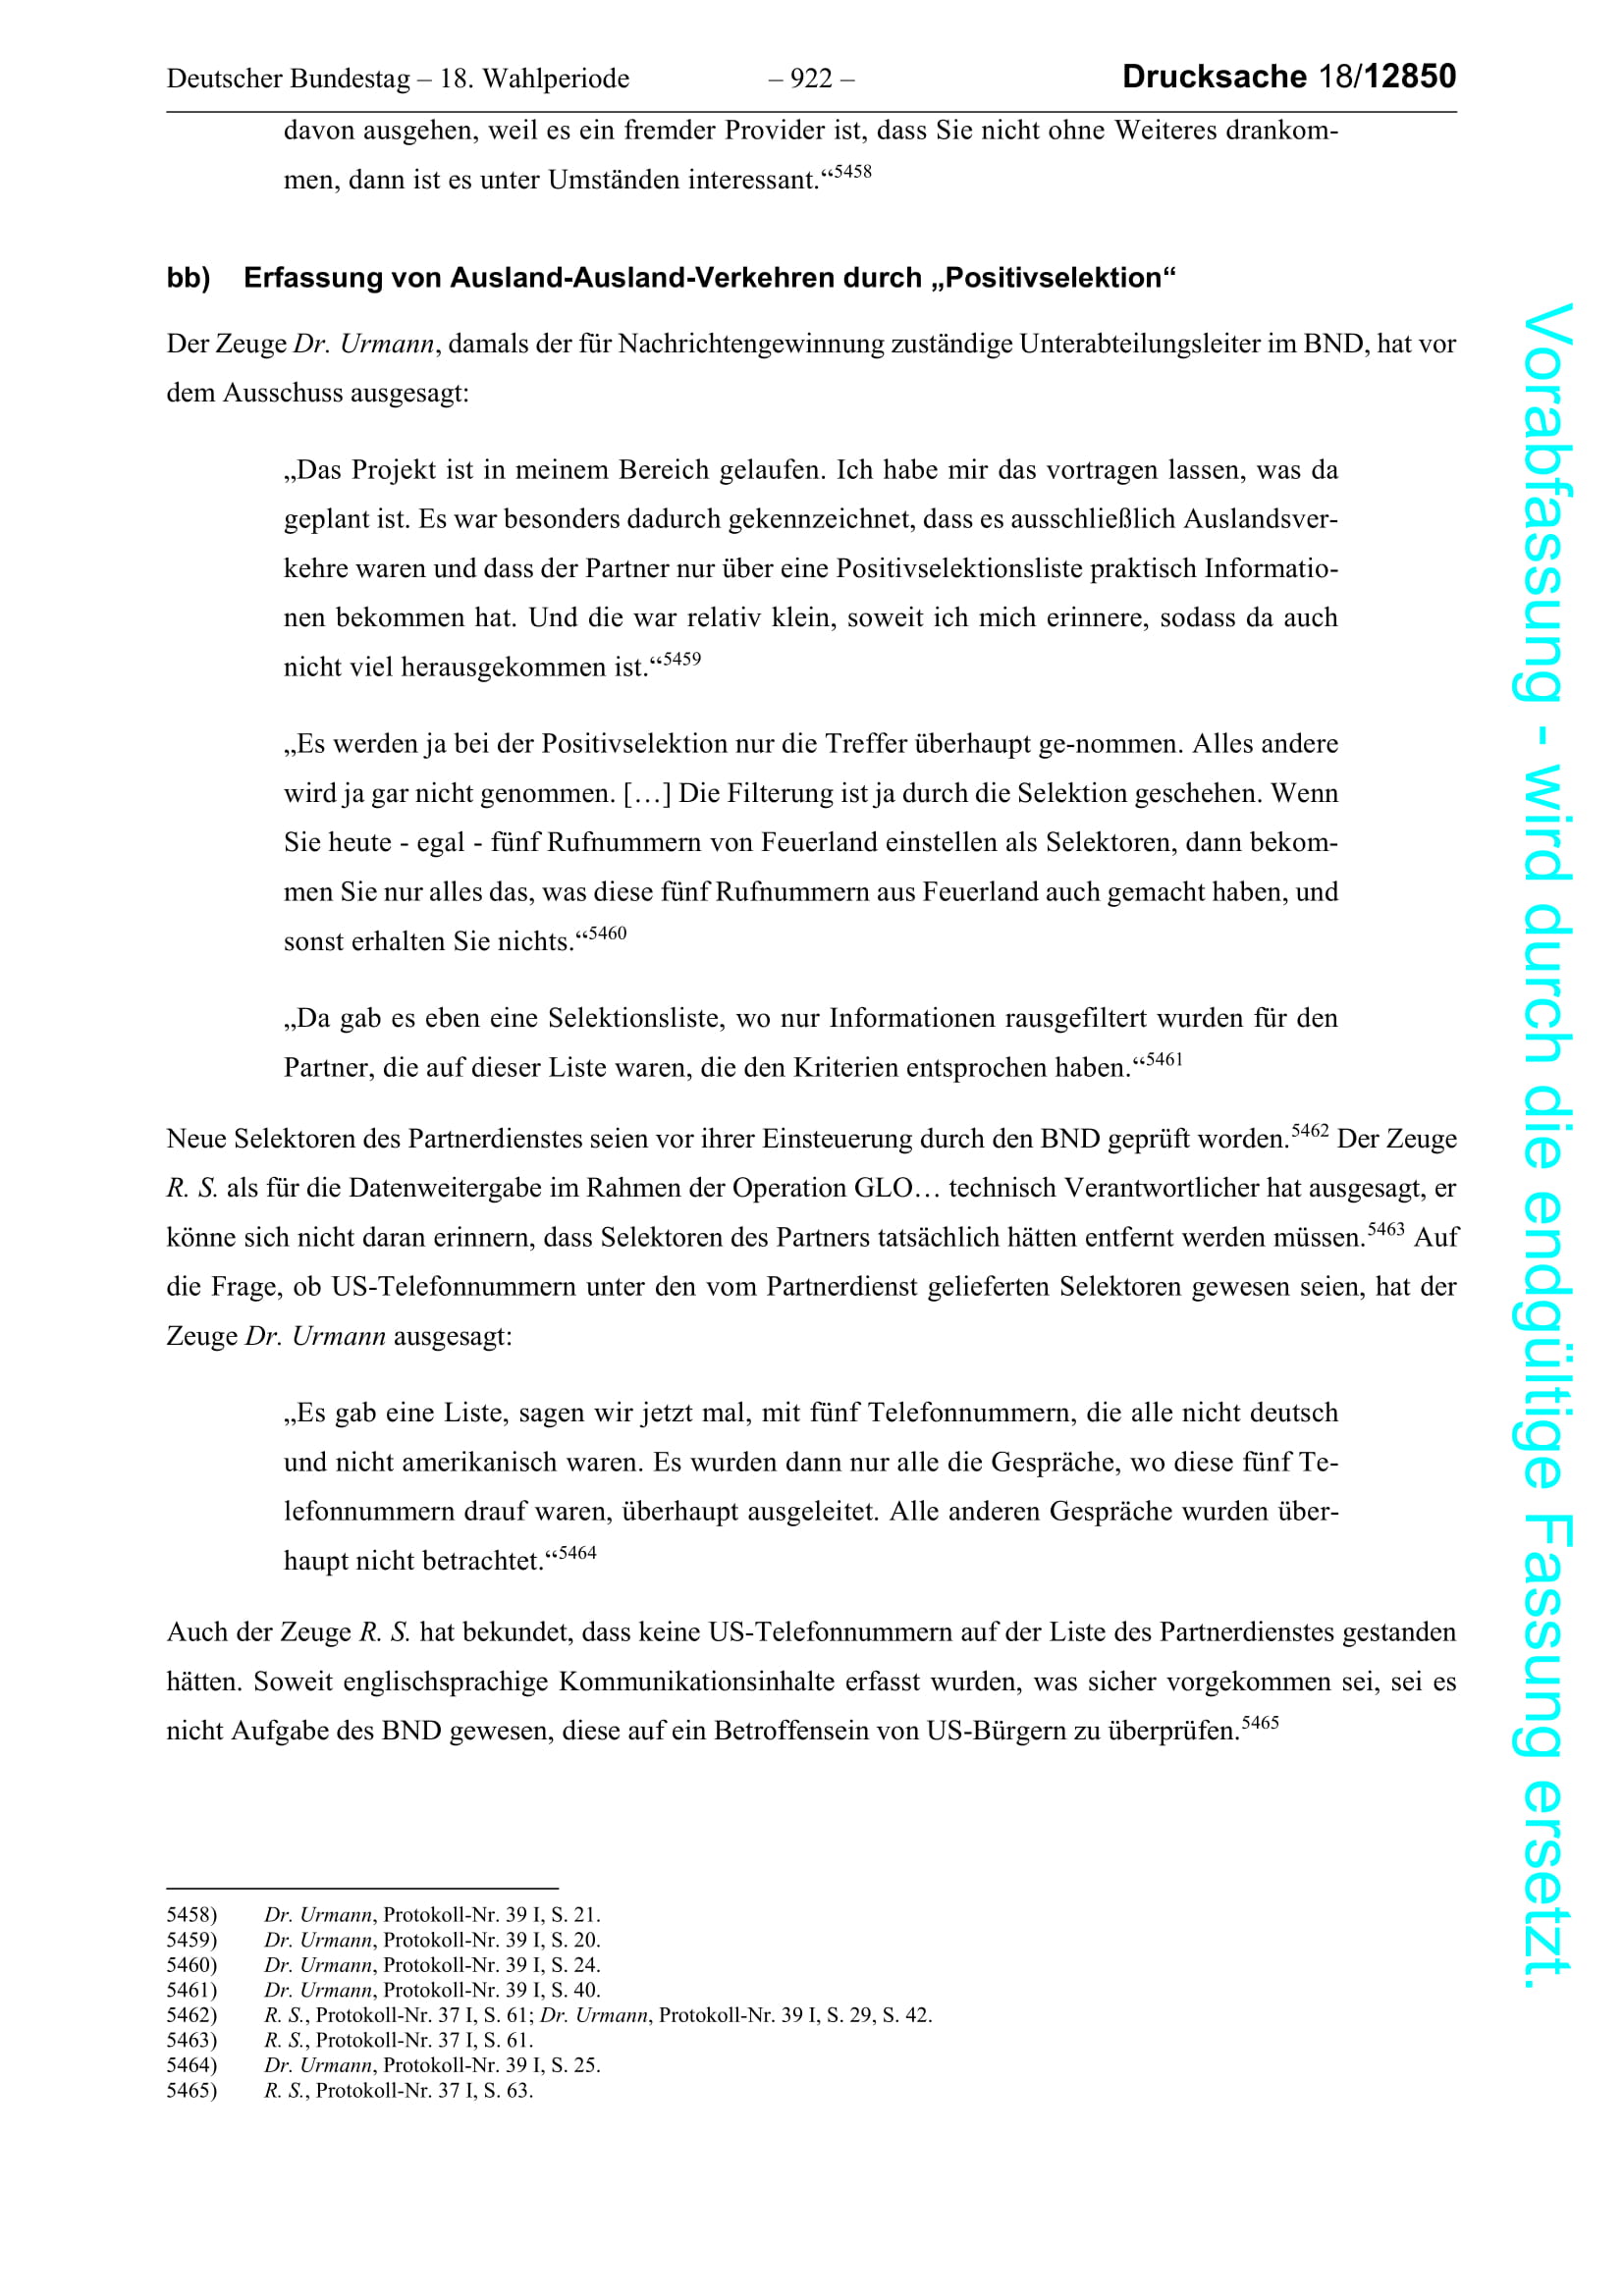 Deutscher Bundestag – 18. Wahlperiode – 922 – Drucksache 18/12850
davon ausgehen, weil es ein fremder Provider ist, dass Sie nicht ohne Weiteres drankom-
men, dann ist es unter Umständen interessant.“5458
bb) Erfassung von Ausland-Ausland-Verkehren durch „Positivselektion“
Der Zeuge Dr. Urmann, damals der für Nachrichtengewinnung zuständige Unterabteilungsleiter im BND, hat vor
dem Ausschuss ausgesagt:
„Das Projekt ist in meinem Bereich gelaufen. Ich habe mir das vortragen lassen, was da
geplant ist. Es war besonders dadurch gekennzeichnet, dass es ausschließlich Auslandsver-
kehre waren und dass der Partner nur über eine Positivselektionsliste praktisch Informatio-
nen bekommen hat. Und die war relativ klein, soweit ich mich erinnere, sodass da auch
nicht viel herausgekommen ist.“5459
„Es werden ja bei der Positivselektion nur die Treffer überhaupt ge-nommen. Alles andere
wird ja gar nicht genommen. […] Die Filterung ist ja durch die Selektion geschehen. Wenn
Sie heute - egal - fünf Rufnummern von Feuerland einstellen als Selektoren, dann bekom-
men Sie nur alles das, was diese fünf Rufnummern aus Feuerland auch gemacht haben, und
sonst erhalten Sie nichts.“5460
„Da gab es eben eine Selektionsliste, wo nur Informationen rausgefiltert wurden für den
Partner, die auf dieser Liste waren, die den Kriterien entsprochen haben.“5461
Neue Selektoren des Partnerdienstes seien vor ihrer Einsteuerung durch den BND geprüft worden.5462 Der Zeuge
R. S. als für die Datenweitergabe im Rahmen der Operation GLO… technisch Verantwortlicher hat ausgesagt, er
könne sich nicht daran erinnern, dass Selektoren des Partners tatsächlich hätten entfernt werden müssen.5463 Auf
die Frage, ob US-Telefonnummern unter den vom Partnerdienst gelieferten Selektoren gewesen seien, hat der
Zeuge Dr. Urmann ausgesagt:
„Es gab eine Liste, sagen wir jetzt mal, mit fünf Telefonnummern, die alle nicht deutsch
und nicht amerikanisch waren. Es wurden dann nur alle die Gespräche, wo diese fünf Te-
lefonnummern drauf waren, überhaupt ausgeleitet. Alle anderen Gespräche wurden über-
haupt nicht betrachtet.“5464
Auch der Zeuge R. S. hat bekundet, dass keine US-Telefonnummern auf der Liste des Partnerdienstes gestanden
hätten. Soweit englischsprachige Kommunikationsinhalte erfasst wurden, was sicher vorgekommen sei, sei es
nicht Aufgabe des BND gewesen, diese auf ein Betroffensein von US-Bürgern zu überprüfen.5465
5458) Dr. Urmann, Protokoll-Nr. 39 I, S. 21.
5459) Dr. Urmann, Protokoll-Nr. 39 I, S. 20.
5460) Dr. Urmann, Protokoll-Nr. 39 I, S. 24.
5461) Dr. Urmann, Protokoll-Nr. 39 I, S. 40.
5462) R. S., Protokoll-Nr. 37 I, S. 61; Dr. Urmann, Protokoll-Nr. 39 I, S. 29, S. 42.
5463) R. S., Protokoll-Nr. 37 I, S. 61.
5464) Dr. Urmann, Protokoll-Nr. 39 I, S. 25.
5465) R. S., Protokoll-Nr. 37 I, S. 63.
Vorabfassung - wird durch die endgültige Fassung ersetzt.